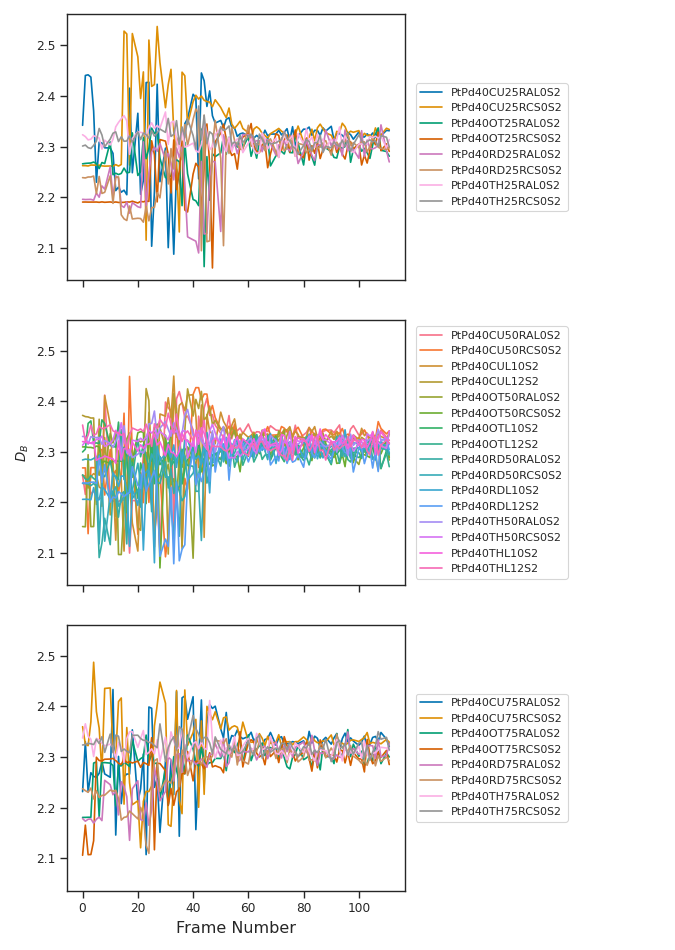 2.5
2.4
2.3
2.2
2.1
PtPd40CU25RAL0S2
PtPd40CU25RCS0S2
PtPd40OT25RAL0S2
PtPd40OT25RCS0S2
PtPd40RD25RAL0S2
PtPd40RD25RCS0S2
PtPd40TH25RAL0S2
PtPd40TH25RCS0S2
2.5
2.4
2.3
2.2
2.1
D_B
PtPd40CU50RAL0S2
PtPd40CU50RCS0S2
PtPd40CUL10S2
PtPd40CUL12S2
PtPd40OT50RAL0S2
PtPd40OT50RCS0S2
PtPd40OTL10S2
PtPd40OTL12S2
PtPd40RD50RAL0S2
PtPd40RD50RCS0S2
PtPd40RDL10S2
PtPd40RDL12S2
PtPd40TH50RAL0S2
PtPd40TH50RCS0S2
PtPd40THL10S2
PtPd40THL12S2
2.5
2.4
2.3
2.2
2.1
PtPd40CU75RAL0S2
PtPd40CU75RCS0S2
PtPd40OT75RAL0S2
PtPd40OT75RCS0S2
PtPd40RD75RAL0S2
PtPd40RD75RCS0S2
PtPd40TH75RAL0S2
PtPd40TH75RCS0S2
0 20 40 60 80 100
Frame Number